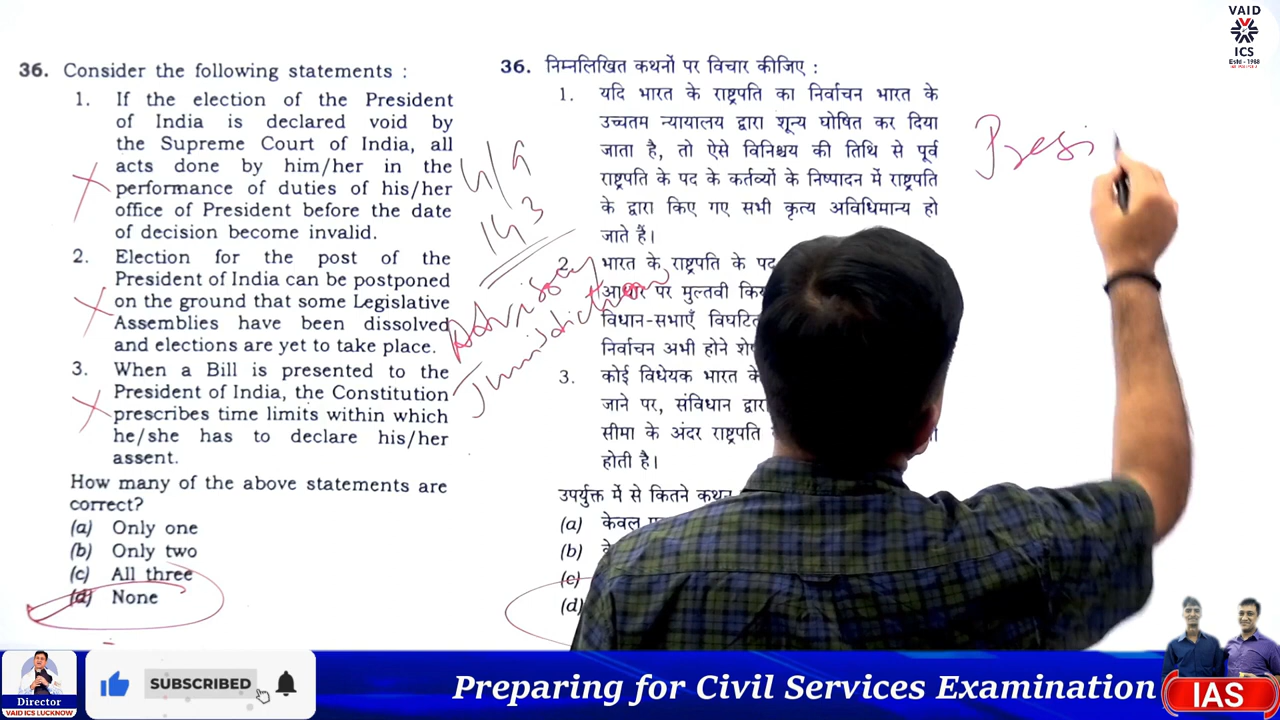 VAID
ICS
Estd - 1988
36. Consider the following statements :
1. If the election of the President
of India is declared void by
the Supreme Court of India, all
acts done by him/her in the
performance of duties of his/her
office of President before the date
of decision become invalid.
2. Election for the post of the
President of India can be postponed
on the ground that some Legislative
Assemblies have been dissolved
and elections are yet to take place.
3. When a Bill is presented to the
President of India, the Constitution
prescribes time limits within which
he/she has to declare his/her
assent.
How many of the above statements are
correct?
(a) Only one
(b) Only two
(c) All three
(d) None
143
Advisory
Jurisdiction
36. निम्नलिखित कथनों पर विचार कीजिए :
1. यदि भारत के राष्ट्रपति का निर्वाचन भारत के
उच्चतम न्यायालय द्वारा शून्य घोषित कर दिया
जाता है, तो ऐसे विनिश्चय की तिथि से पूर्व
राष्ट्रपति के पद के कर्तव्यों के निष्पादन में राष्ट्रपति
के द्वारा किए गए सभी कृत्य अविधिमान्य हो
जाते हैं।
2. भारत के राष्ट्रपति के पद
आधार पर मुल्तवी
विधान-सभाएँ
निर्वाचन अभी होने
3. कोई विधेयक भारत के
जाने पर, संविधान द्वारा
सीमा के अंदर राष्ट्रपति
होती है।
उपर्युक्त में से कितने कथन
(a) केवल
(b)
(c)
(d)
Presi
Director
VAID ICS LUCKNOW
SUBSCRIBED
Preparing for Civil Services Examination
IAS